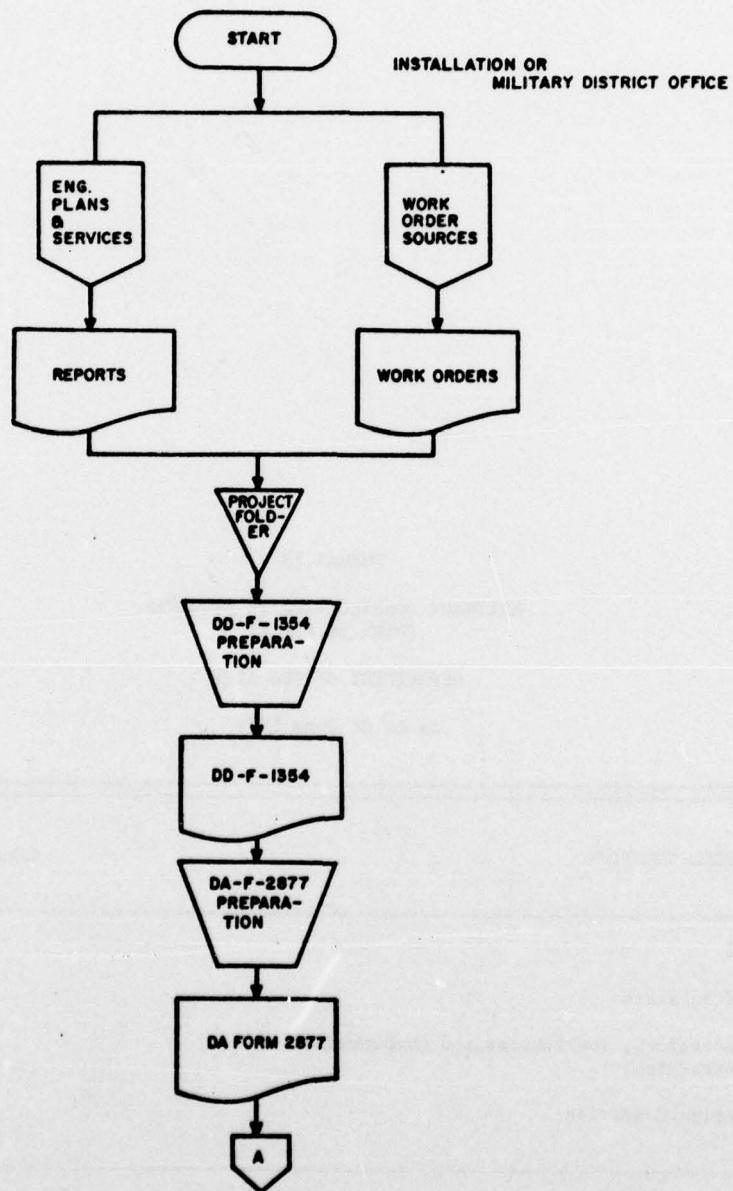 START
INSTALLATION OR
MILITARY DISTRICT OFFICE
ENG.
PLANS
&
SERVICES
WORK
ORDER
SOURCES
REPORTS
WORK ORDERS
PROJECT
FOLD-
ER
DD-F-1354
PREPARA-
TION
DD-F-1354
DA-F-2877
PREPARA-
TION
DA FORM 2877
A